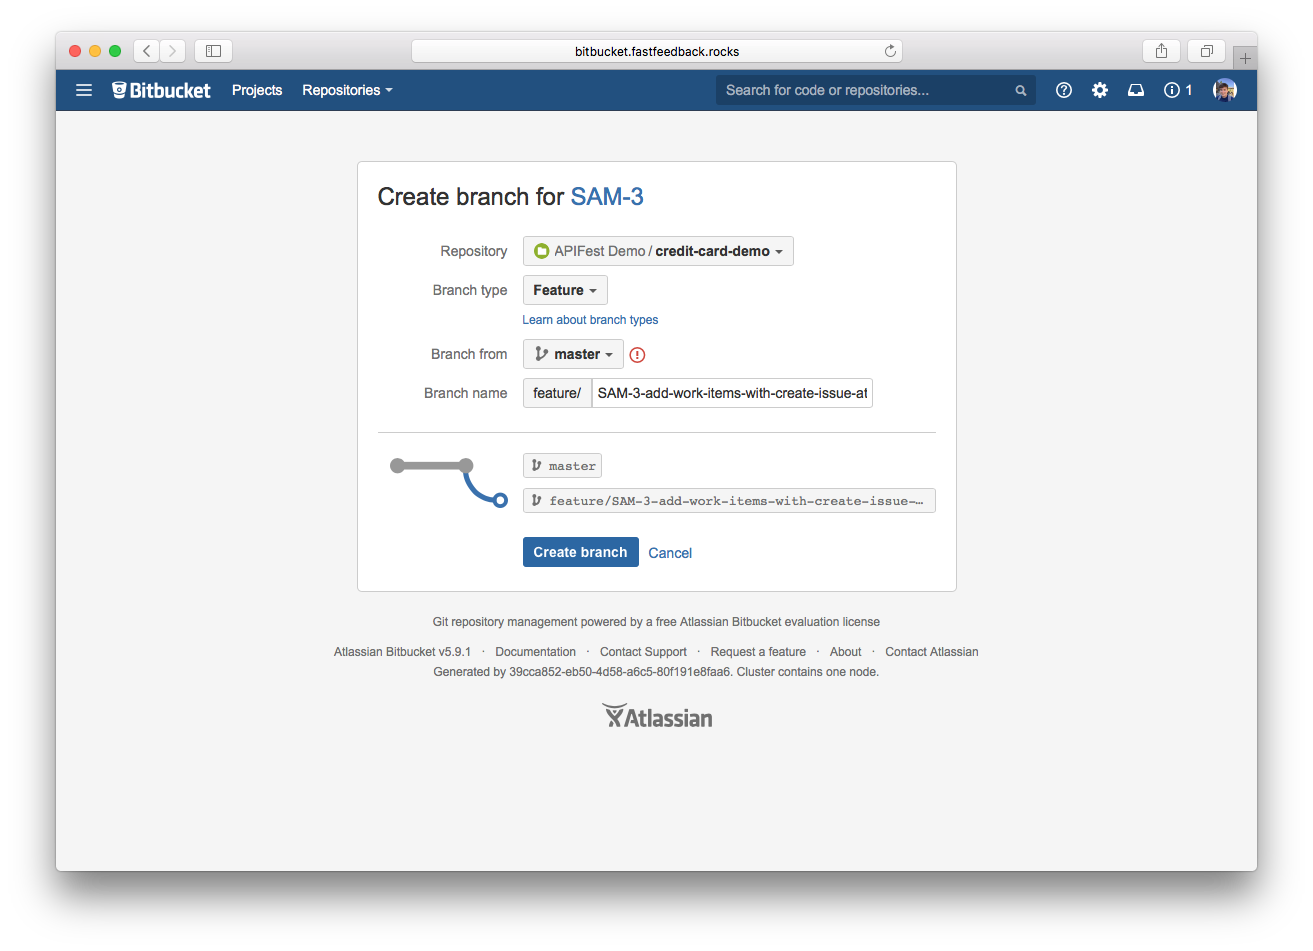 bitbucket.fastfeedback.rocks
Bitbucket Projects Repositories Search for code or repositories... 1
Create branch for SAM-3
Repository APIFest Demo / credit-card-demo
Branch type Feature
Learn about branch types
Branch from master
Branch name feature/ SAM-3-add-work-items-with-create-issue-at
master
feature/SAM-3-add-work-items-with-create-issue-…
Create branch Cancel
Git repository management powered by a free Atlassian Bitbucket evaluation license
Atlassian Bitbucket v5.9.1 · Documentation · Contact Support · Request a feature · About · Contact Atlassian
Generated by 39cca852-eb50-4d58-a6c5-80f191e8faa6. Cluster contains one node.
Atlassian